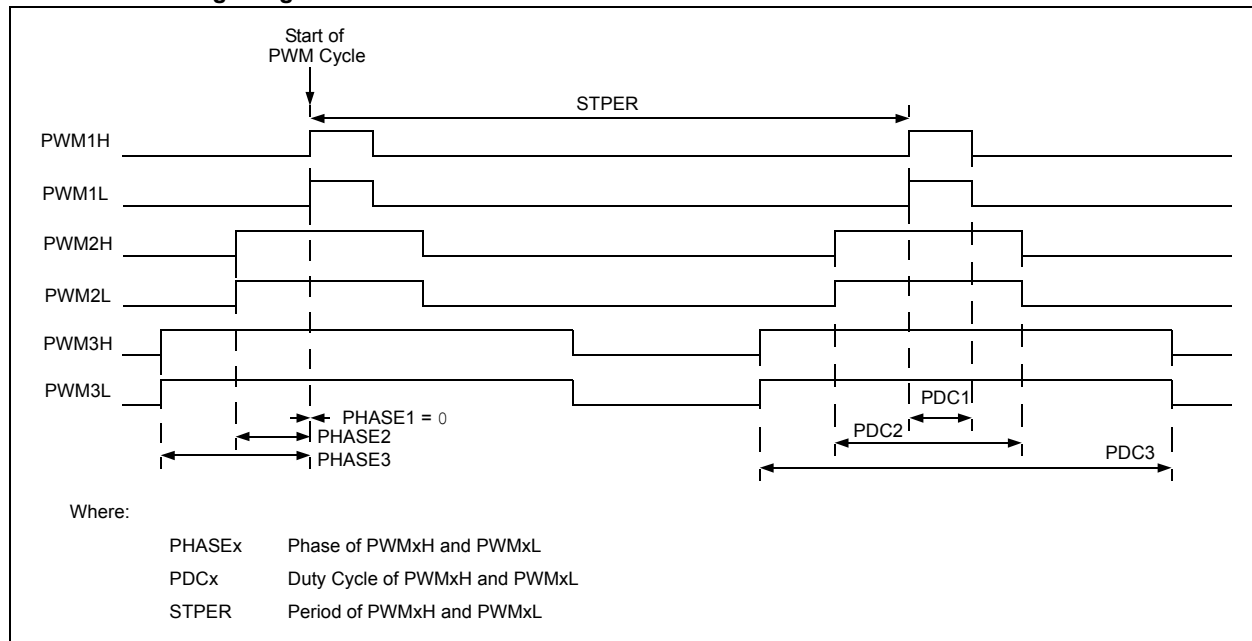 Start of
PWM Cycle
STPER
PWM1H
PWM1L
PWM2H
PWM2L
PWM3H
PWM3L
PHASE1 = 0
PHASE2
PHASE3
PDC1
PDC2
PDC3
Where:
PHASEx Phase of PWMxH and PWMxL
PDCx Duty Cycle of PWMxH and PWMxL
STPER Period of PWMxH and PWMxL